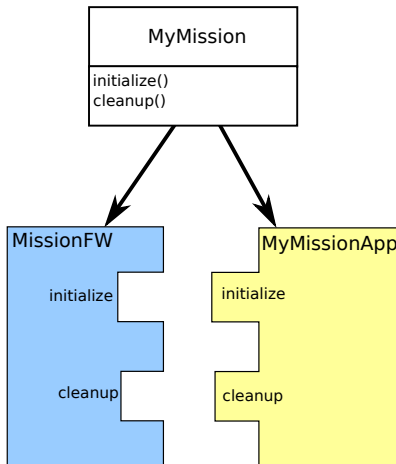 MyMission
initialize()
cleanup()
MissionFW
MyMissionApp
initialize
initialize
cleanup
cleanup